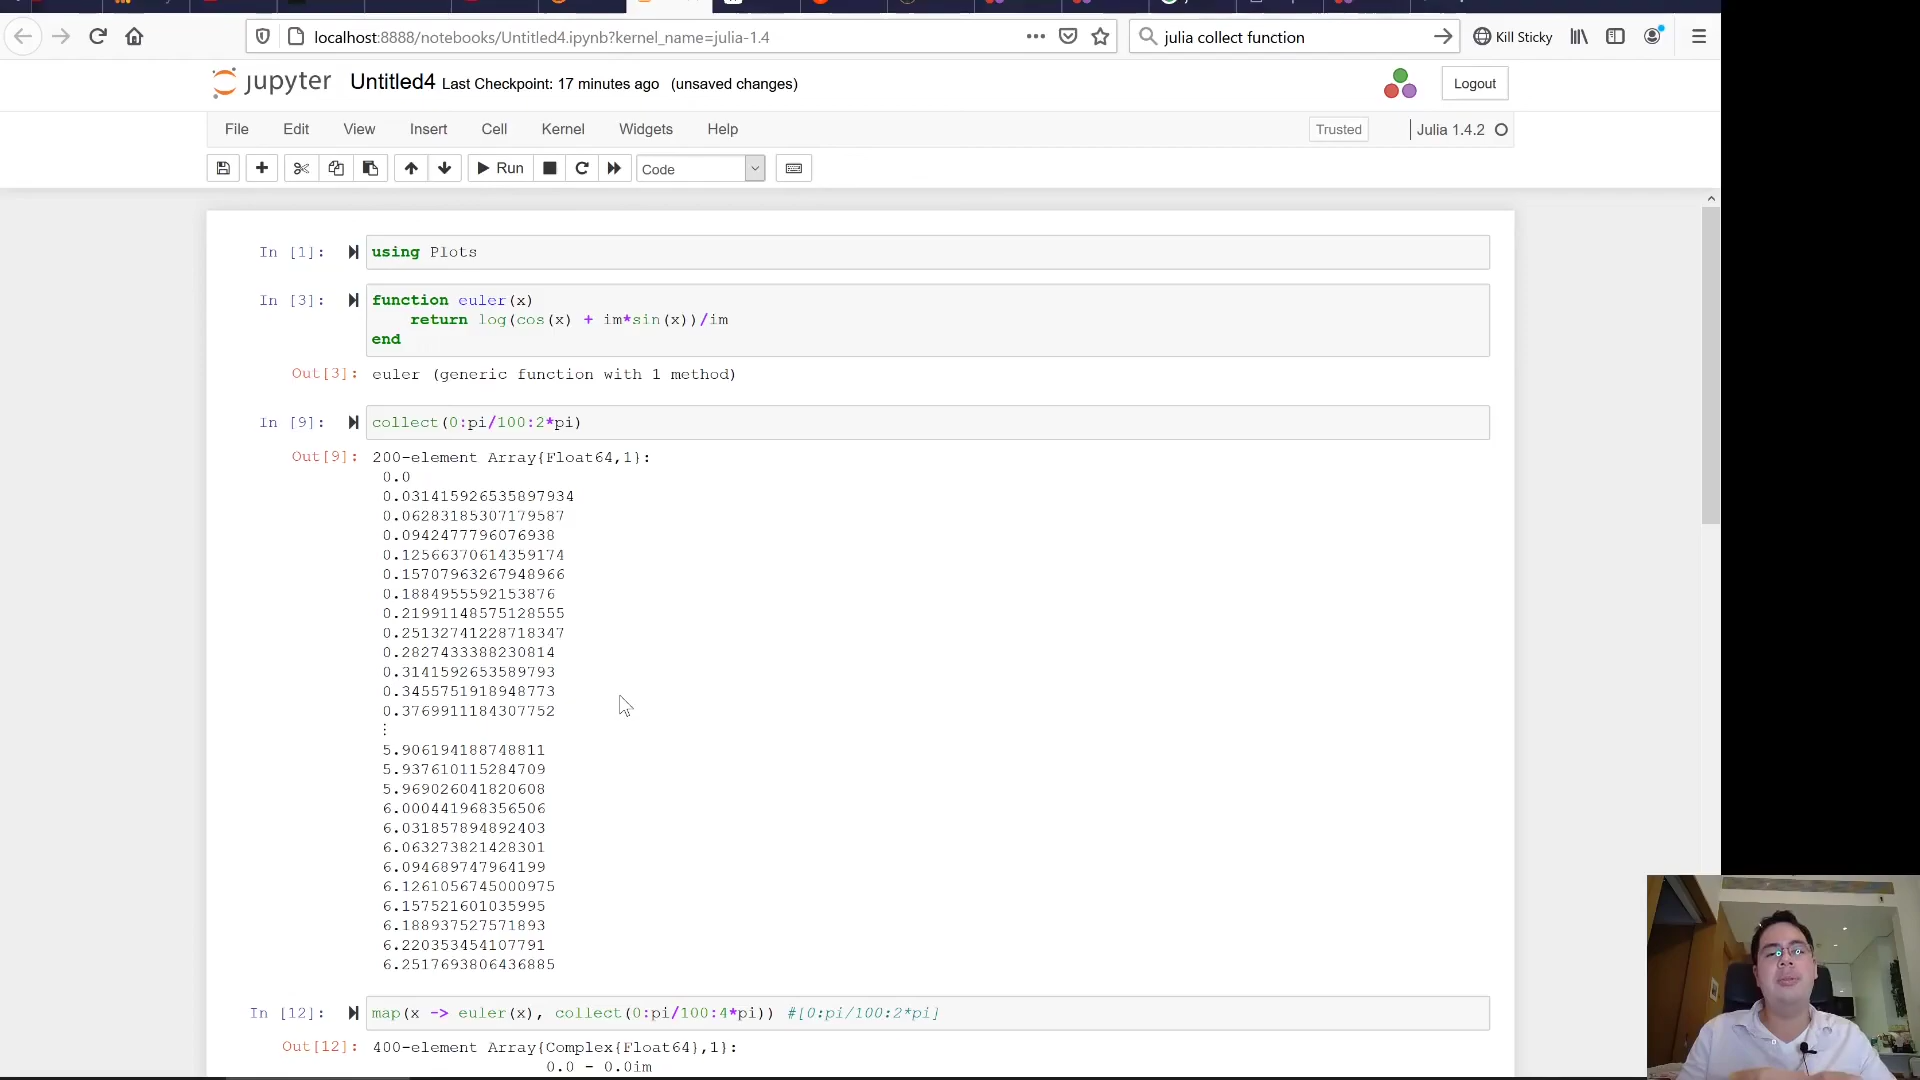 localhost:8888/notebooks/Untitled4.ipynb?kernel_name=julia-1.4
julia collect function
Kill Sticky
jupyter Untitled4 Last Checkpoint: 17 minutes ago (unsaved changes)
Logout
File Edit View Insert Cell Kernel Widgets Help
Trusted
Julia 1.4.2
Run
Code
In [1]: using Plots
In [3]: function euler(x)
return log(cos(x) + im*sin(x))/im
end
Out[3]: euler (generic function with 1 method)
In [9]: collect(0:pi/100:2*pi)
Out[9]: 200-element Array{Float64,1}:
0.0
0.031415926535897934
0.06283185307179587
0.0942477796076938
0.12566370614359174
0.15707963267948966
0.1884955592153876
0.21991148575128555
0.25132741228718347
0.2827433388230814
0.3141592653589793
0.3455751918948773
0.3769911184307752
⋮
5.906194188748811
5.937610115284709
5.969026041820608
6.000441968356506
6.031857894892403
6.063273821428301
6.094689747964199
6.1261056745000975
6.157521601035995
6.188937527571893
6.220353454107791
6.2517693806436885
In [12]: map(x -> euler(x), collect(0:pi/100:4*pi)) #[0:pi/100:2*pi]
Out[12]: 400-element Array{Complex{Float64},1}:
0.0 - 0.0im